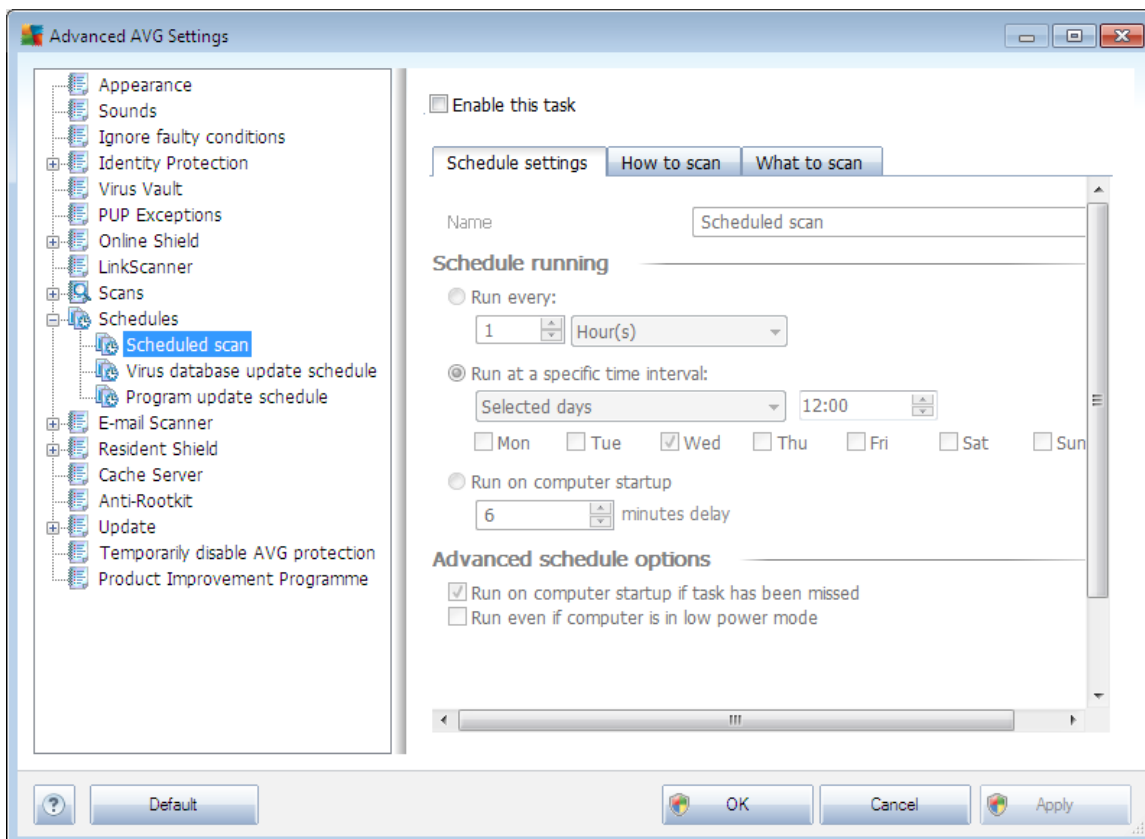 Advanced AVG Settings
Appearance
Sounds
Ignore faulty conditions
Identity Protection
Virus Vault
PUP Exceptions
Online Shield
LinkScanner
Scans
Schedules
Scheduled scan
Virus database update schedule
Program update schedule
E-mail Scanner
Resident Shield
Cache Server
Anti-Rootkit
Update
Temporarily disable AVG protection
Product Improvement Programme
Enable this task
Schedule settings How to scan What to scan
Name Scheduled scan
Schedule running
Run every:
1 Hour(s)
Run at a specific time interval:
Selected days 12:00
Mon Tue Wed Thu Fri Sat Sun
Run on computer startup
6 minutes delay
Advanced schedule options
Run on computer startup if task has been missed
Run even if computer is in low power mode
? Default OK Cancel Apply